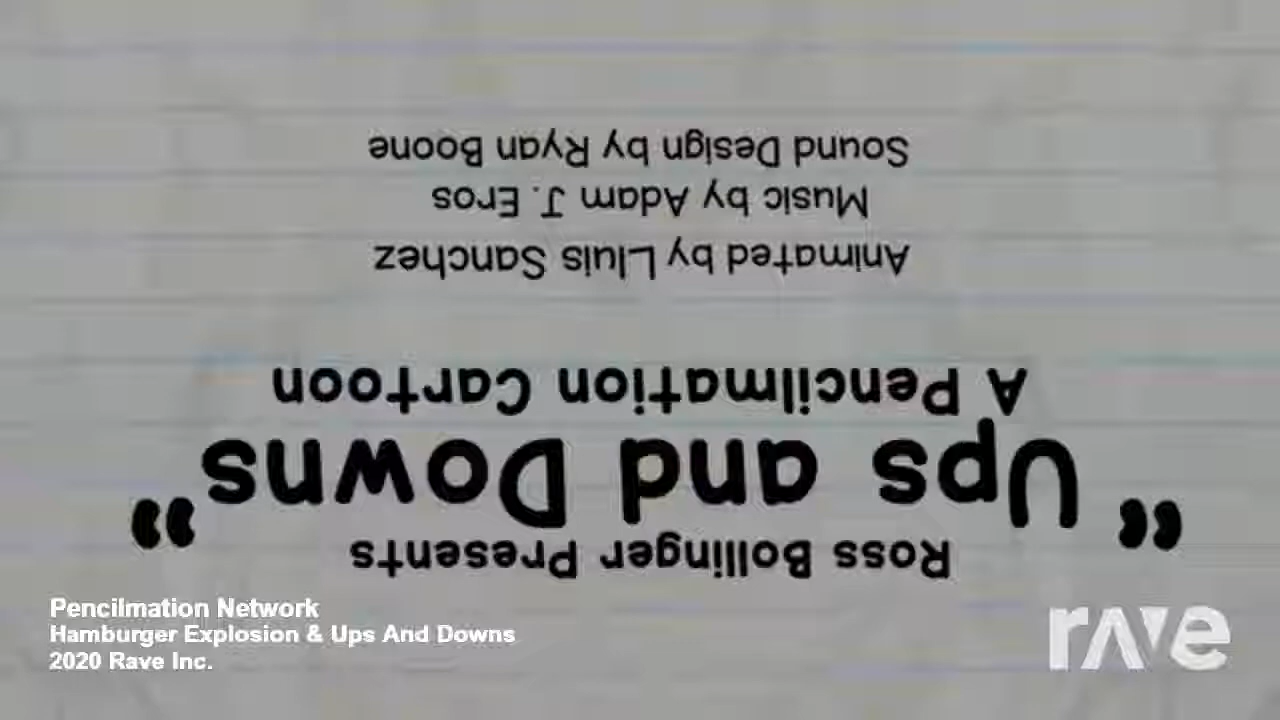 Ross Bollinger Presents
"Ups and Downs"
A Pencilmation Cartoon
Animated by Lluis Sanchez
Music by Adam J. Eros
Sound Design by Ryan Boone
Pencilmation Network
Hamburger Explosion & Ups And Downs
2020 Rave Inc.
rave